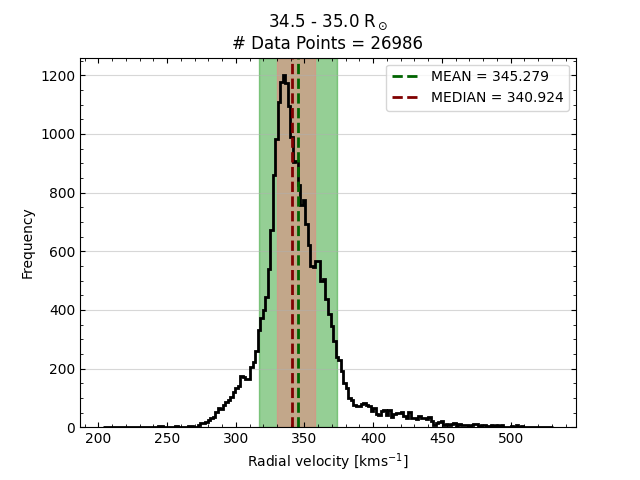 34.5 - 35.0 R⊙
# Data Points = 26986
MEAN = 345.279
MEDIAN = 340.924
Frequency
1200
1000
800
600
400
200
0
200 250 300 350 400 450 500
Radial velocity [kms⁻¹]